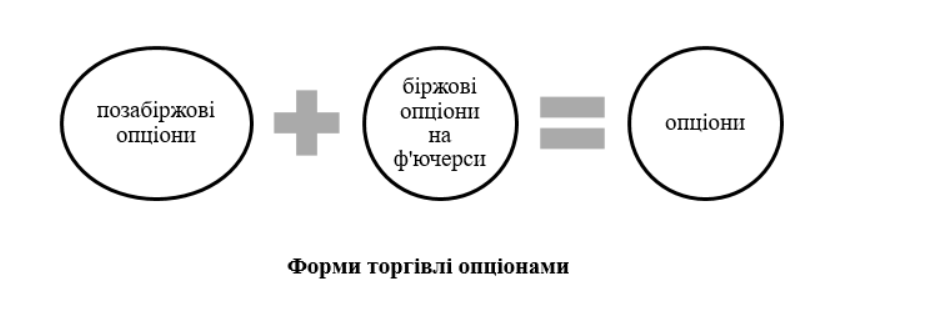 позабіржові
опціони
біржові
опціони
на
ф'ючерси
опціони
Форми торгівлі опціонами